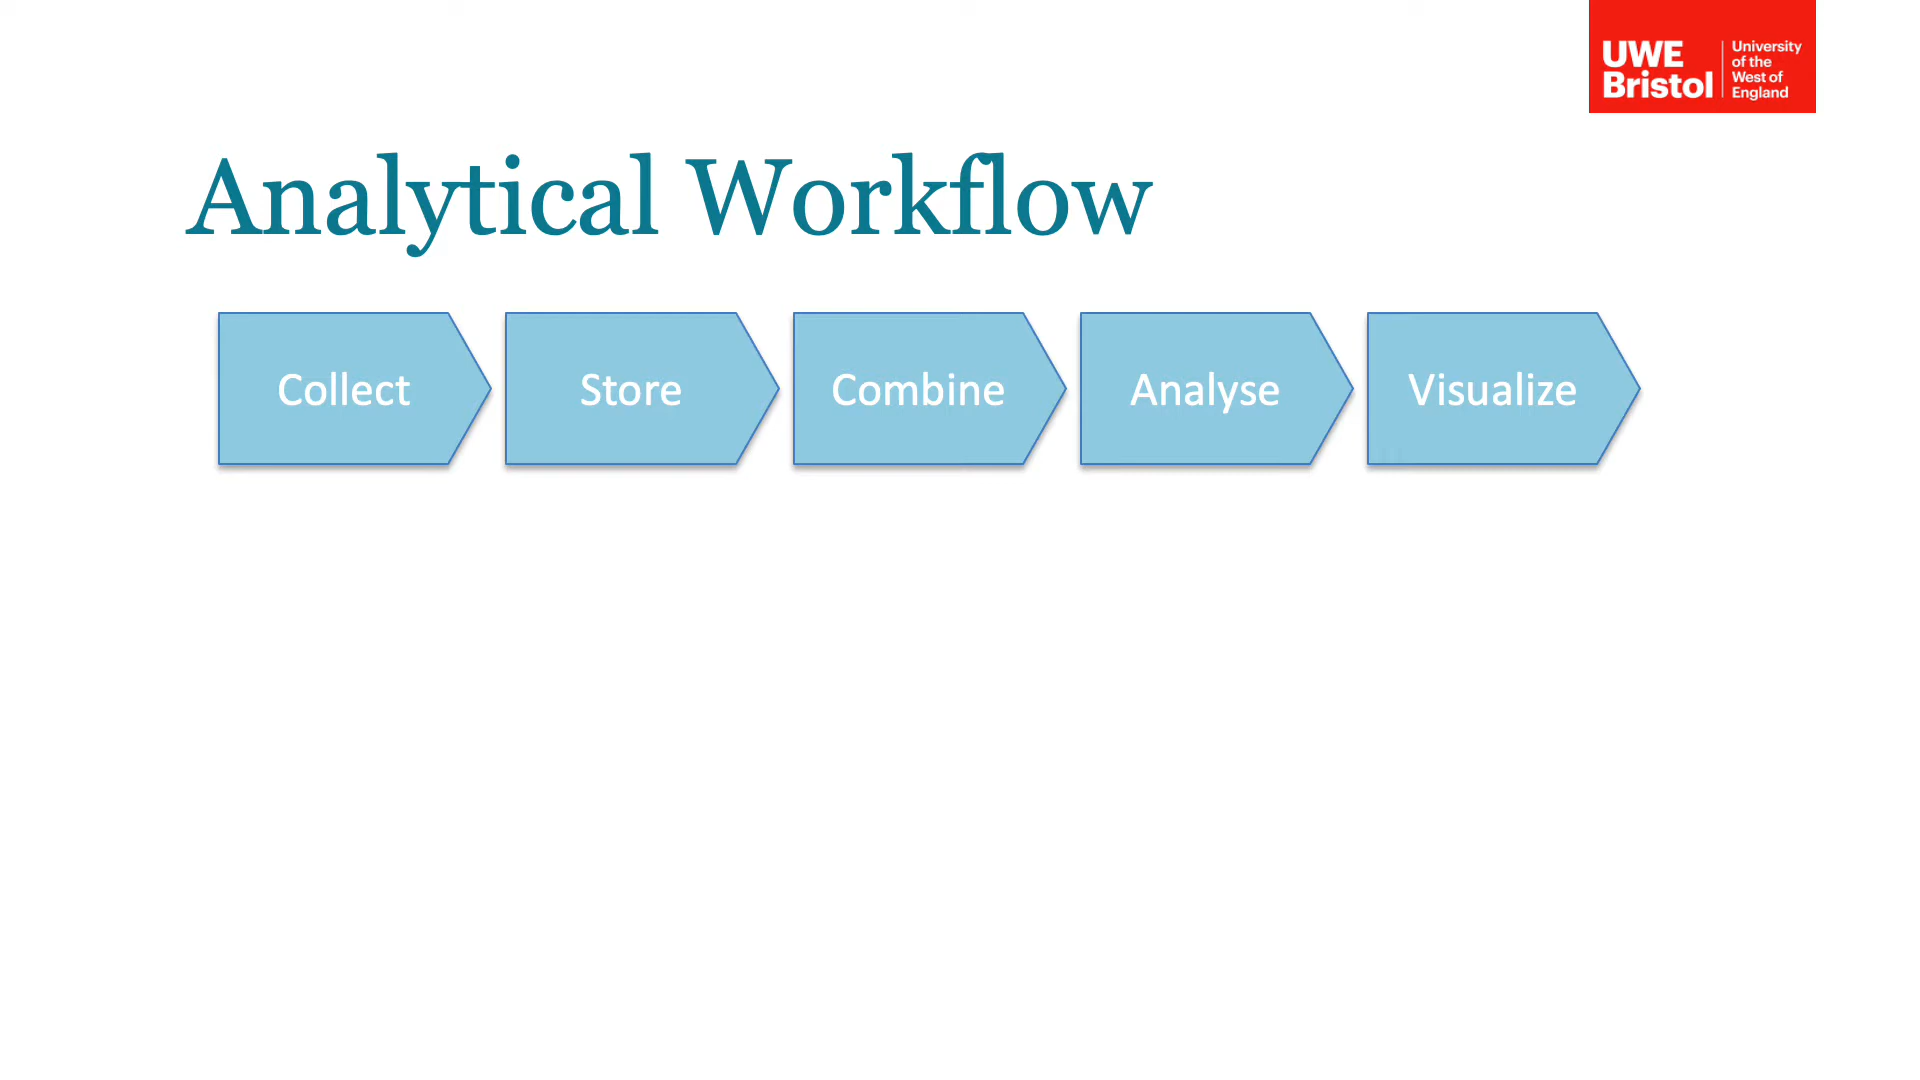 UWE
Bristol
University
of the
West of
England
Analytical Workflow
Collect
Store
Combine
Analyse
Visualize